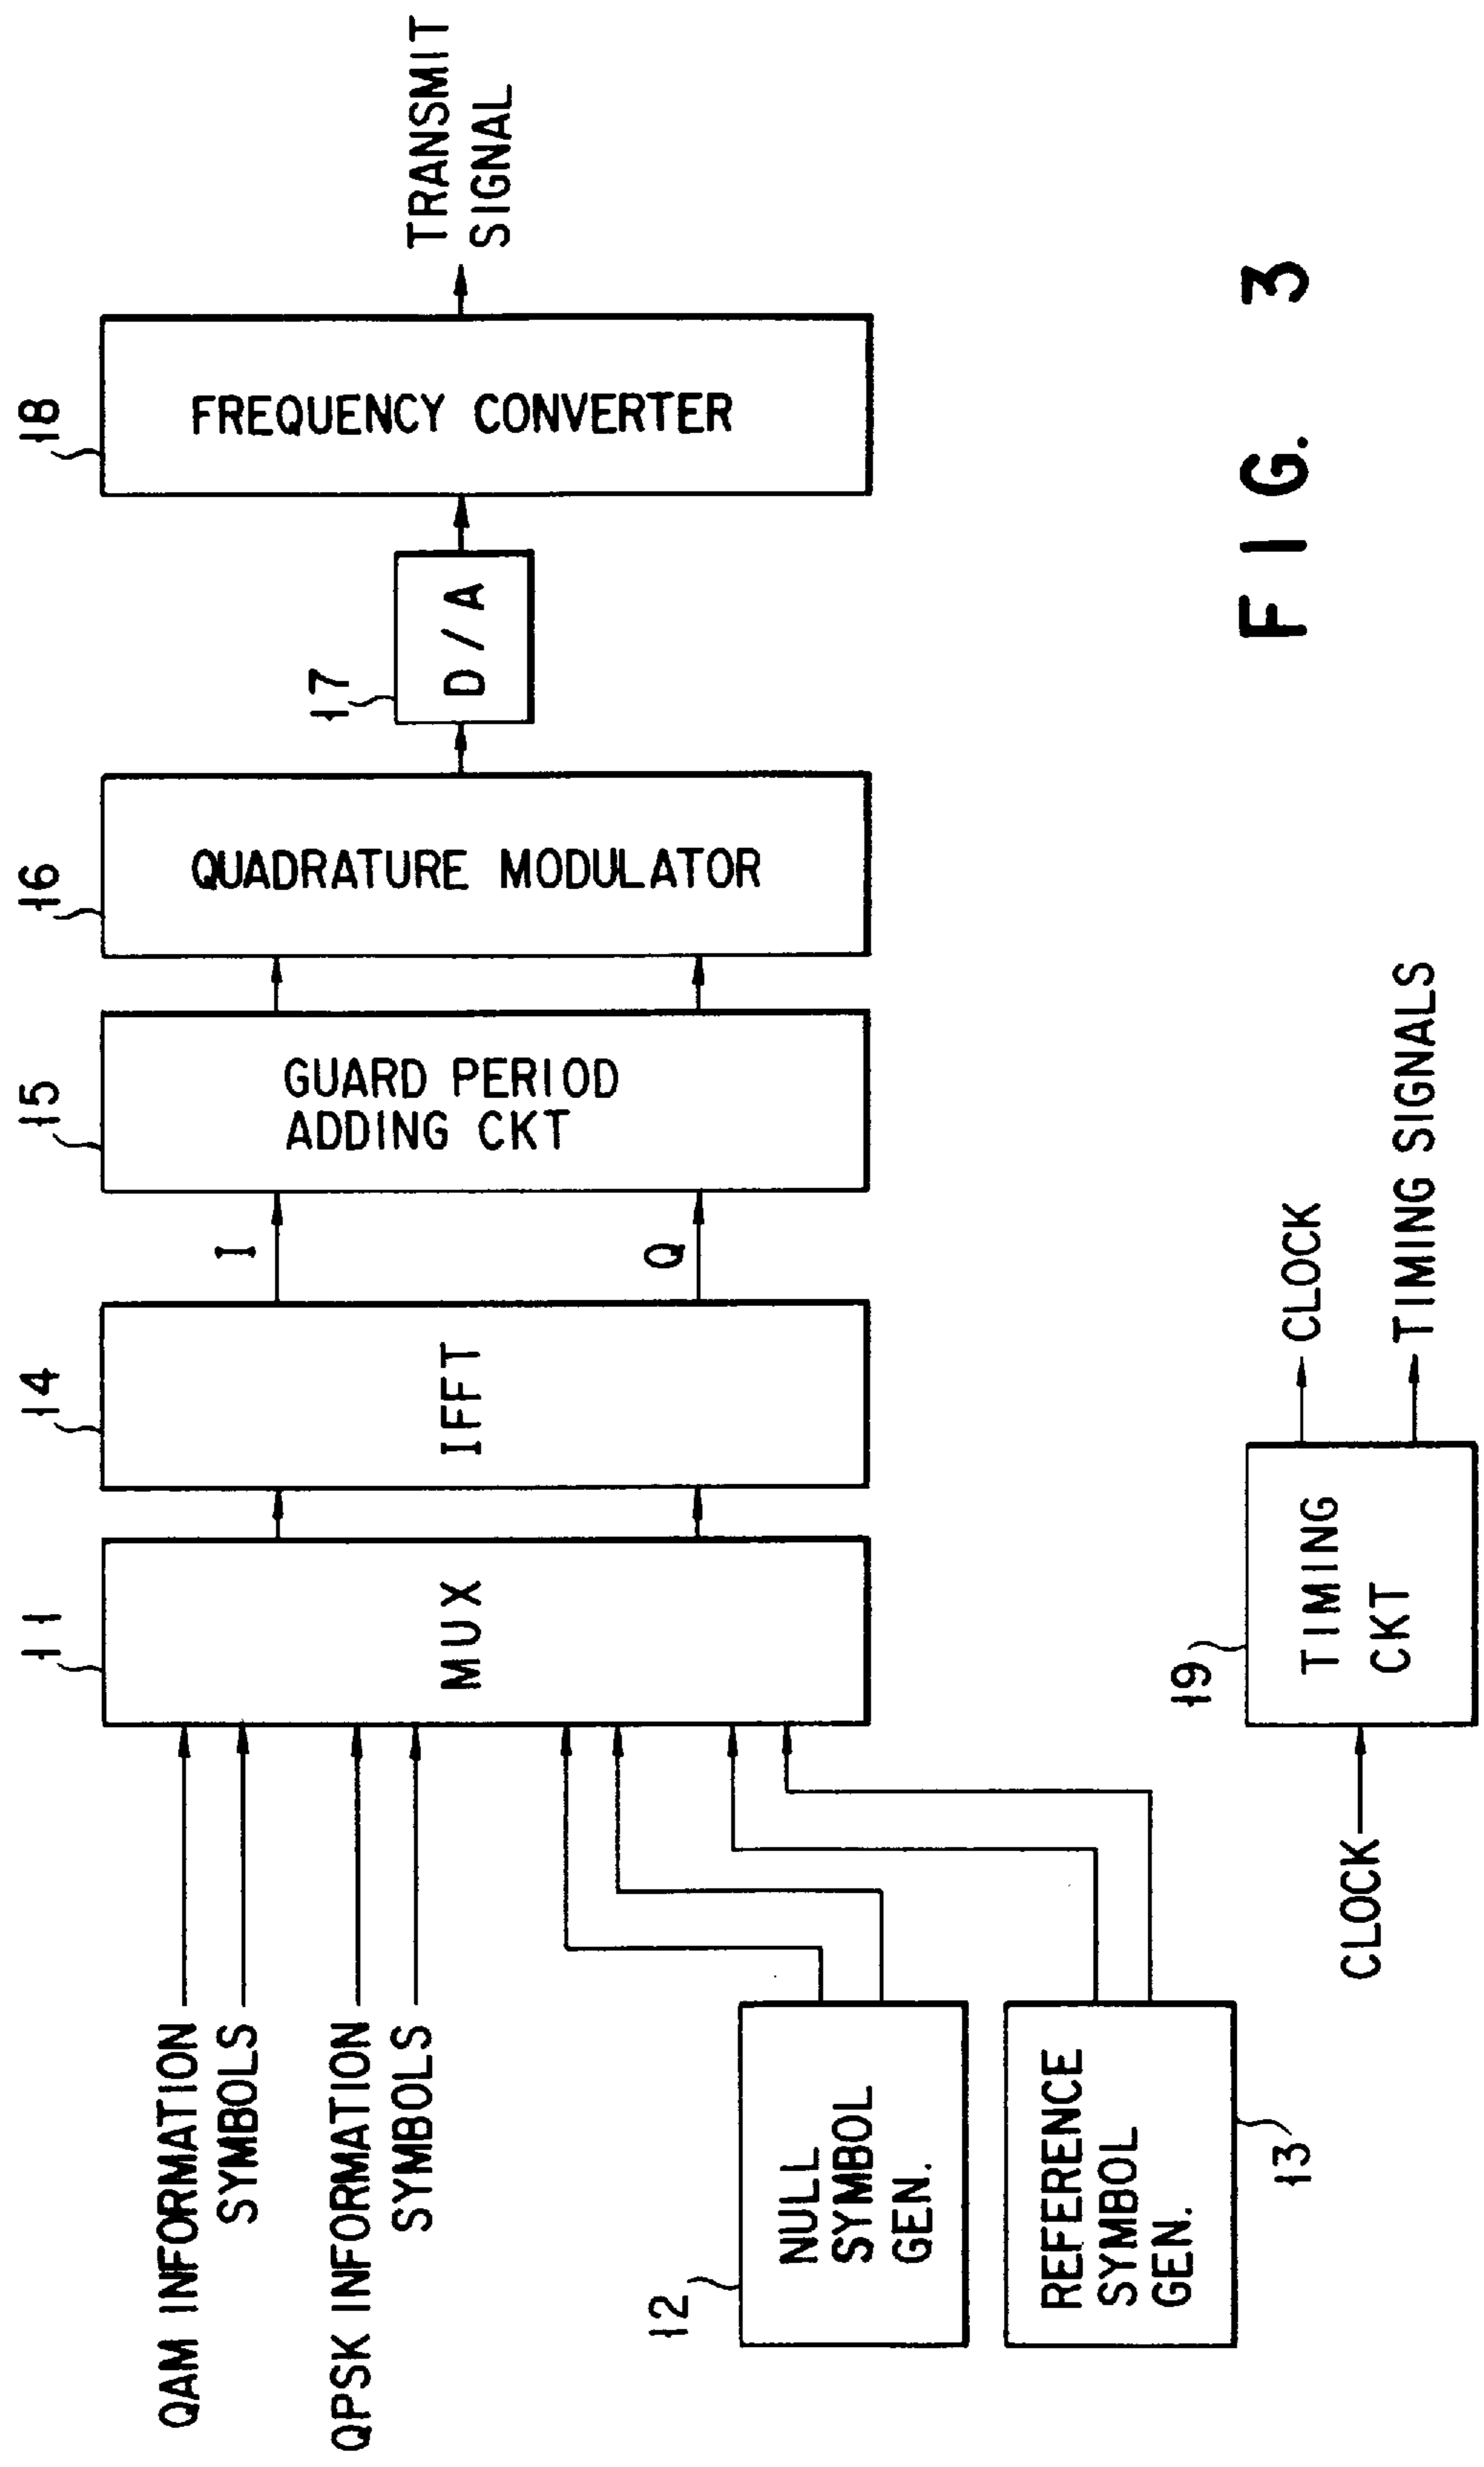 QAM INFORMATION
SYMBOLS
QPSK INFORMATION
SYMBOLS
12
NULL
SYMBOL
GEN.
REFERENCE
SYMBOL
GEN.
13
11
MUX
14
IFFT
I
Q
15
GUARD PERIOD
ADDING CKT
16
QUADRATURE MODULATOR
17
D/A
18
FREQUENCY CONVERTER
TRANSMIT
SIGNAL
CLOCK
19
TIMING
CKT
CLOCK
TIMING SIGNALS
FIG. 3